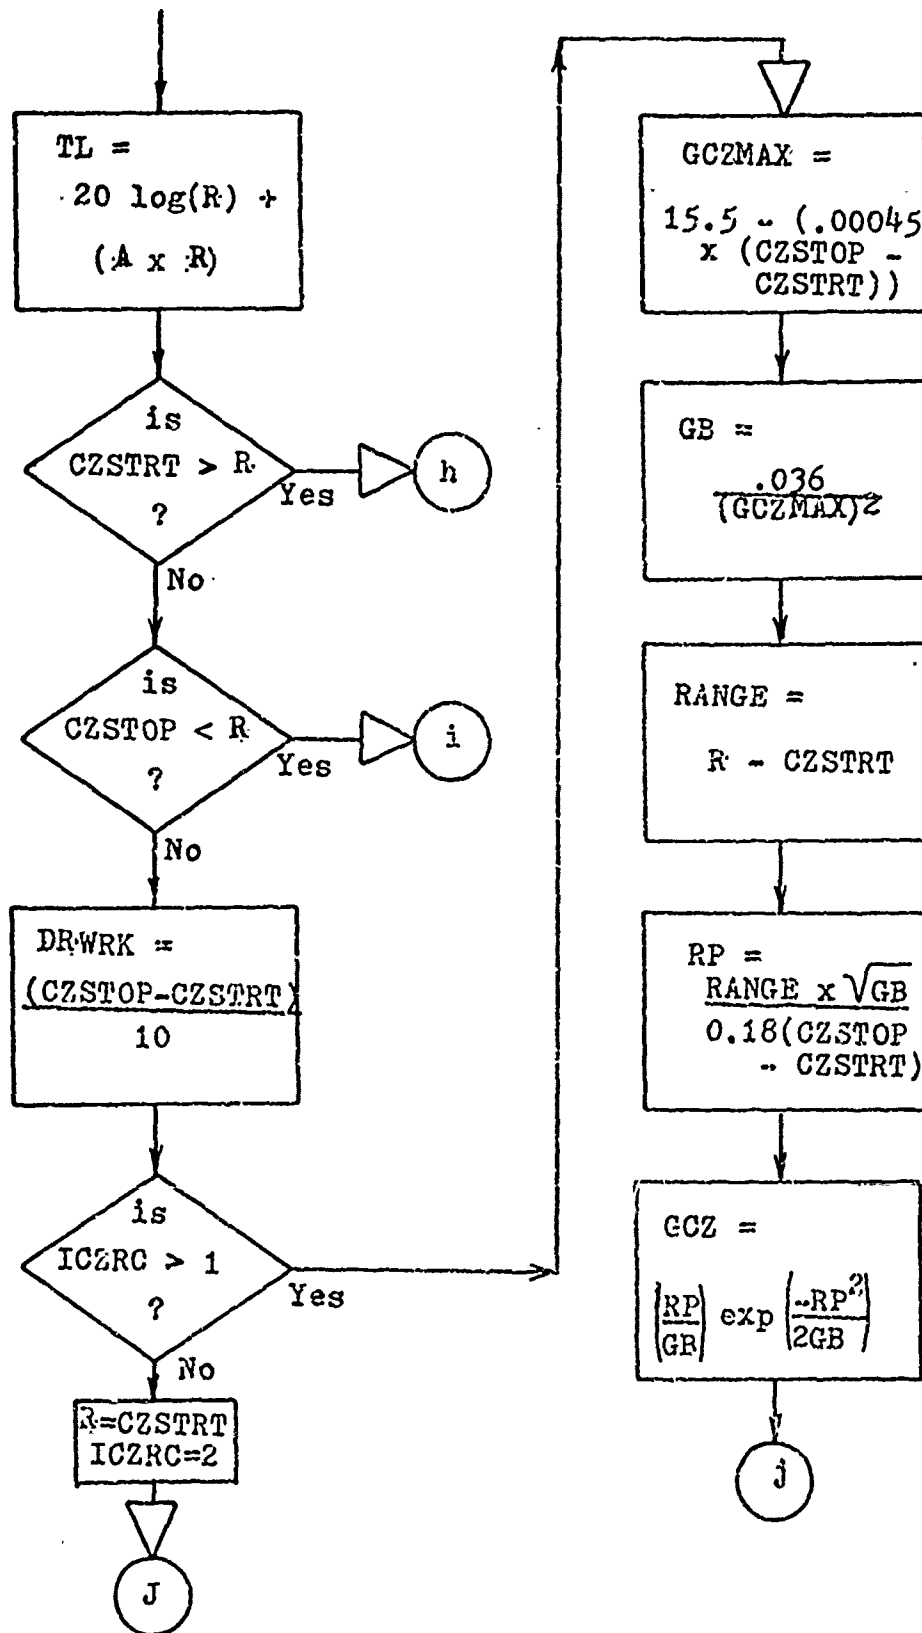 TL =
20 log(R) +
(A x R)
is
CZSTRT > R
?
Yes
h
No
is
CZSTOP < R
?
Yes
i
No
DRWRK =
(CZSTOP-CZSTRT)
10
is
ICZRC > 1
?
Yes
No
R=CZSTRT
ICZRC=2
J
GCZMAX =
15.5 - (.00045
x (CZSTOP -
CZSTRT))
GB =
.036
(GCZMAX)2
RANGE =
R - CZSTRT
RP =
RANGE x √GB
0.18(CZSTOP
- CZSTRT)
GCZ =
(RP/GB) exp (-RP²/2GB)
j